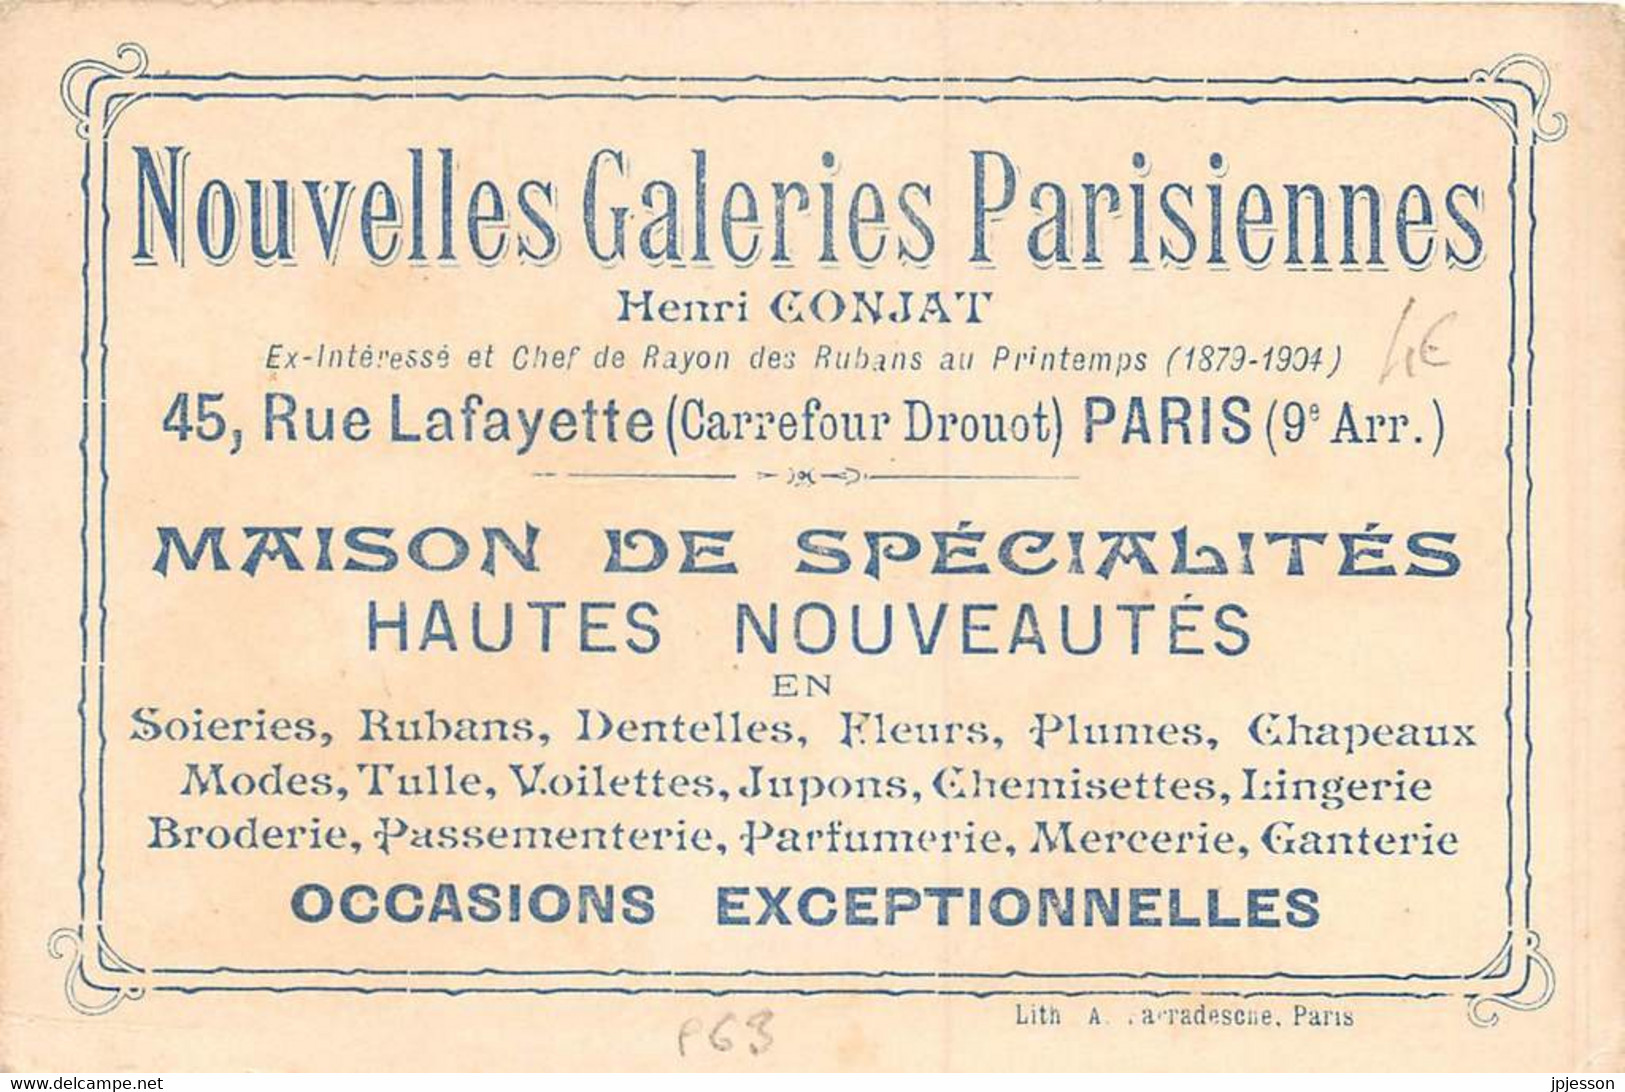 Nouvelles Galeries Parisiennes
Henri CONJAT
Ex-Intéressé et Chef de Rayon des Rubans au Printemps (1879-1904)
4€
45, Rue Lafayette (Carrefour Drouot) PARIS (9e Arr.)
MAISON DE SPÉCIALITÉS
HAUTES NOUVEAUTÉS
EN
Soieries, Rubans, Dentelles, Fleurs, Plumes, Chapeaux
Modes, Tulle, Voilettes, Jupons, Chemisettes, Lingerie
Broderie, Passementerie, Parfumerie, Mercerie, Ganterie
OCCASIONS EXCEPTIONNELLES
Lith A. Paris
P63
www.delcampe.net
jpjesson